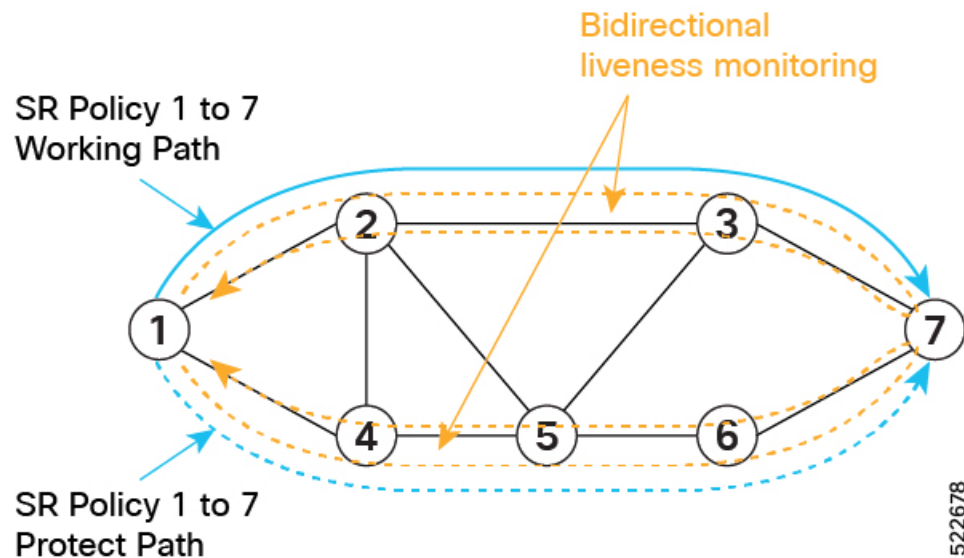 Bidirectional
liveness monitoring
SR Policy 1 to 7
Working Path
2
3
1
7
4
5
6
SR Policy 1 to 7
Protect Path
522678